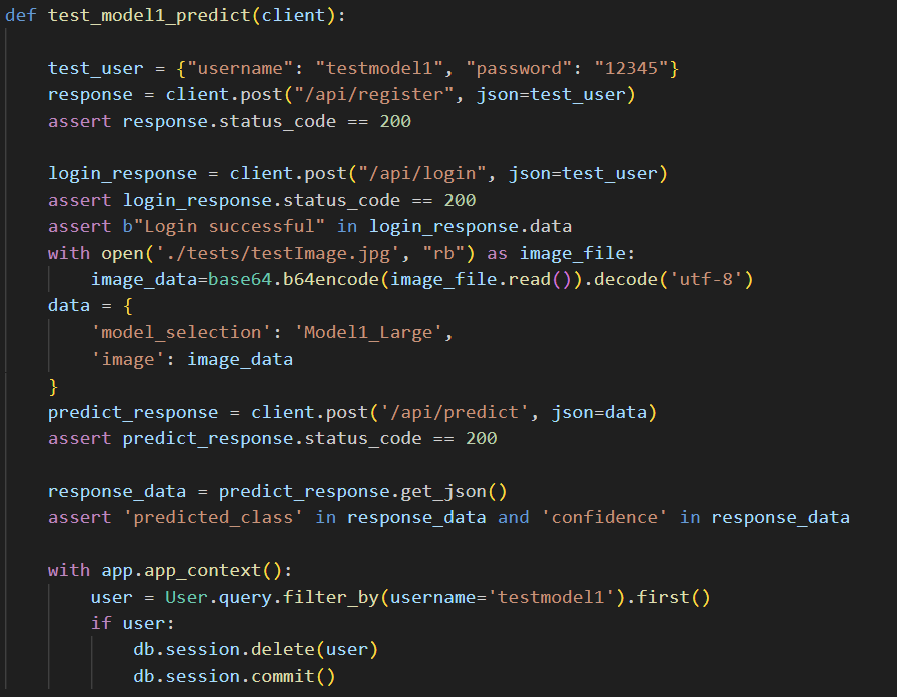 def test_model1_predict(client):
    test_user = {"username": "testmodel1", "password": "12345"}
    response = client.post("/api/register", json=test_user)
    assert response.status_code == 200
    login_response = client.post("/api/login", json=test_user)
    assert login_response.status_code == 200
    assert b"Login successful" in login_response.data
    with open('./tests/testImage.jpg', "rb") as image_file:
        image_data=base64.b64encode(image_file.read()).decode('utf-8')
    data = {
        'model_selection': 'Model1_Large',
        'image': image_data
    }
    predict_response = client.post('/api/predict', json=data)
    assert predict_response.status_code == 200
    response_data = predict_response.get_json()
    assert 'predicted_class' in response_data and 'confidence' in response_data
    with app.app_context():
        user = User.query.filter_by(username='testmodel1').first()
        if user:
            db.session.delete(user)
            db.session.commit()